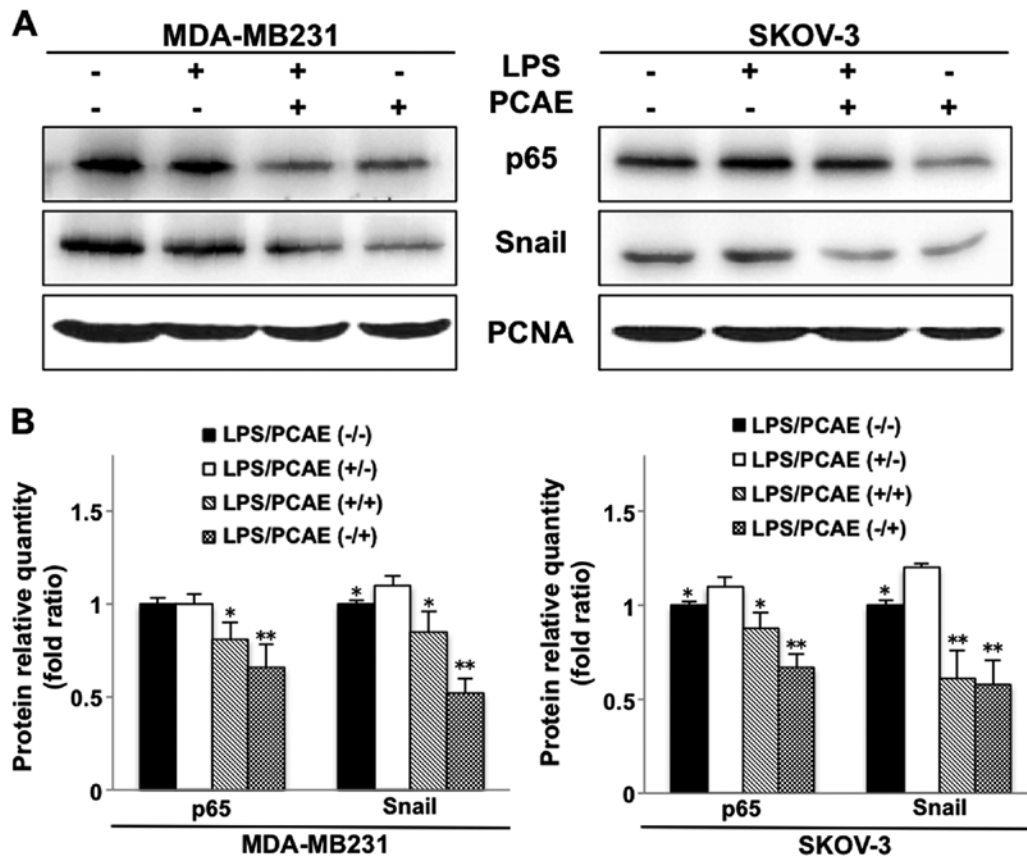 A
MDA-MB231
SKOV-3
- + + - LPS - + + -
- - + + PCAE - - + +
p65
Snail
PCNA
B
LPS/PCAE (-/-)
LPS/PCAE (+/-)
LPS/PCAE (+/+)
LPS/PCAE (-/+)
Protein relative quantity
(fold ratio)
1.5
1
0.5
0
* ** * * **
p65 Snail
MDA-MB231
LPS/PCAE (-/-)
LPS/PCAE (+/-)
LPS/PCAE (+/+)
LPS/PCAE (-/+)
Protein relative quantity
(fold ratio)
1.5
1
0.5
0
* * ** * ** **
p65 Snail
SKOV-3